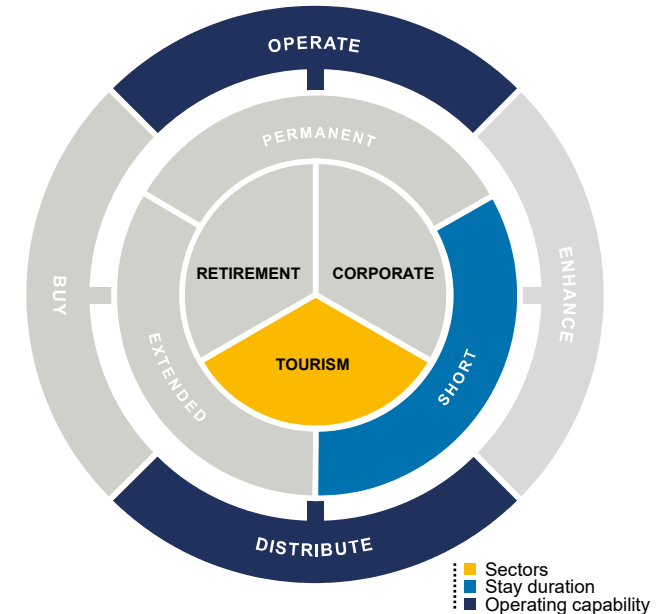 OPERATE
PERMANENT
RETIREMENT
CORPORATE
BUY
ENHANCE
TOURISM
EXTENDED
SHORT
DISTRIBUTE
Sectors
Stay duration
Operating capability